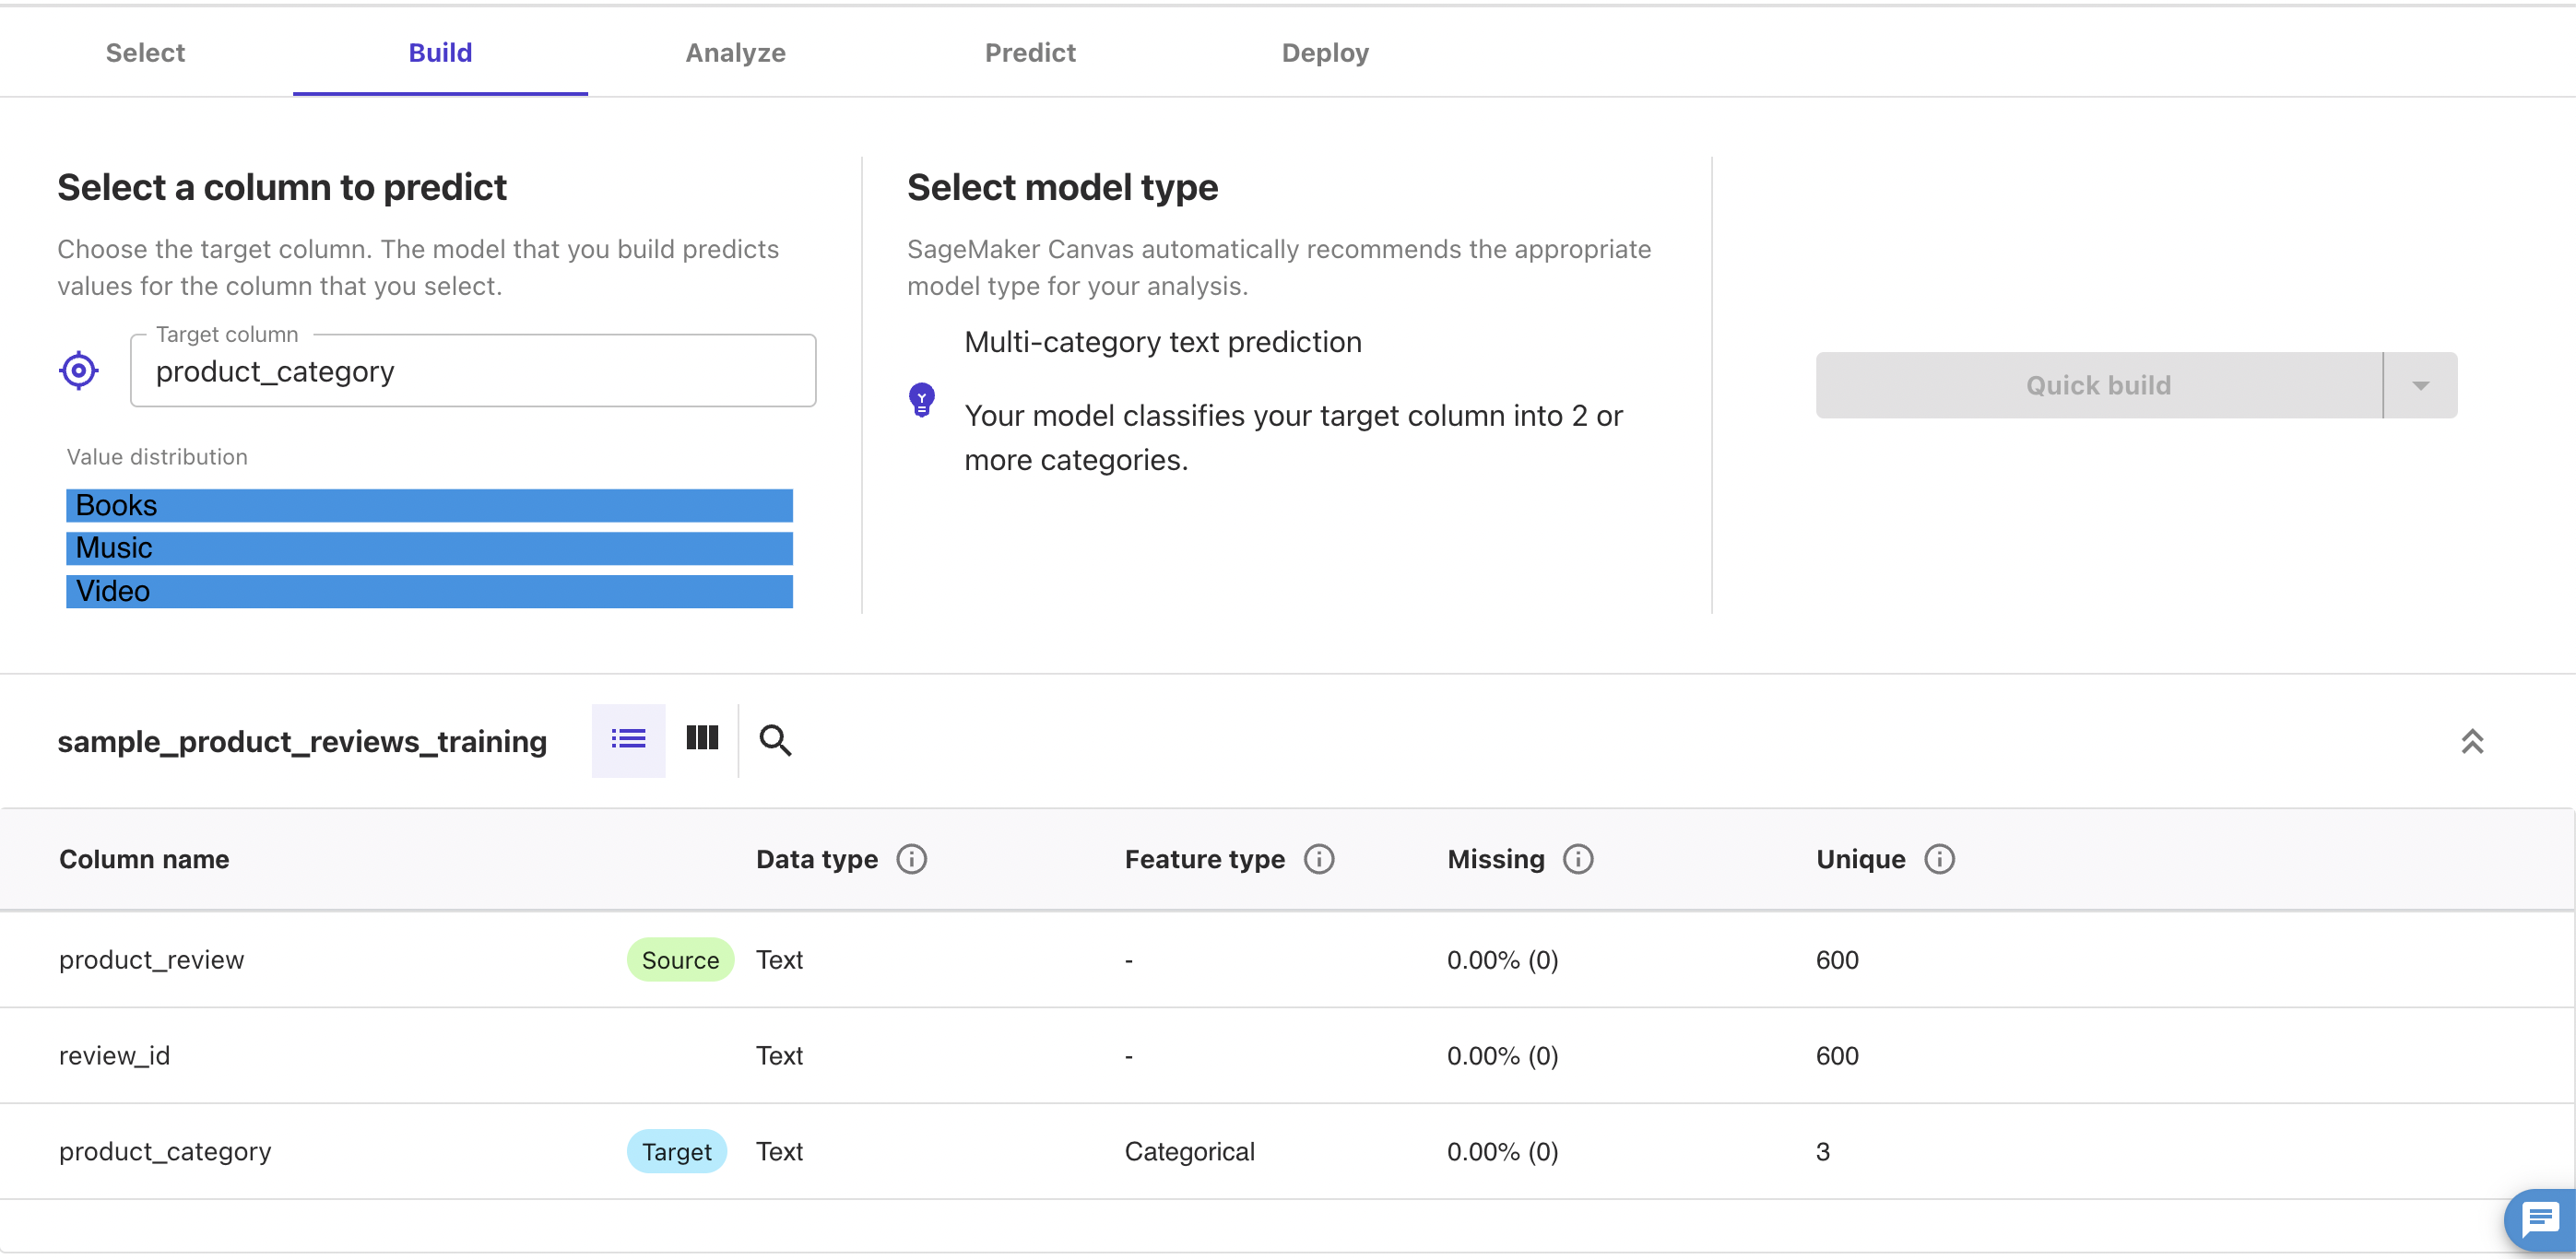 Select Build Analyze Predict Deploy
Select a column to predict
Choose the target column. The model that you build predicts
values for the column that you select.
Target column
product_category
Value distribution
Books
Music
Video
Select model type
SageMaker Canvas automatically recommends the appropriate
model type for your analysis.
Multi-category text prediction
Your model classifies your target column into 2 or
more categories.
Quick build
sample_product_reviews_training
Column name Data type Feature type Missing Unique
product_review Source Text - 0.00% (0) 600
review_id Text - 0.00% (0) 600
product_category Target Text Categorical 0.00% (0) 3